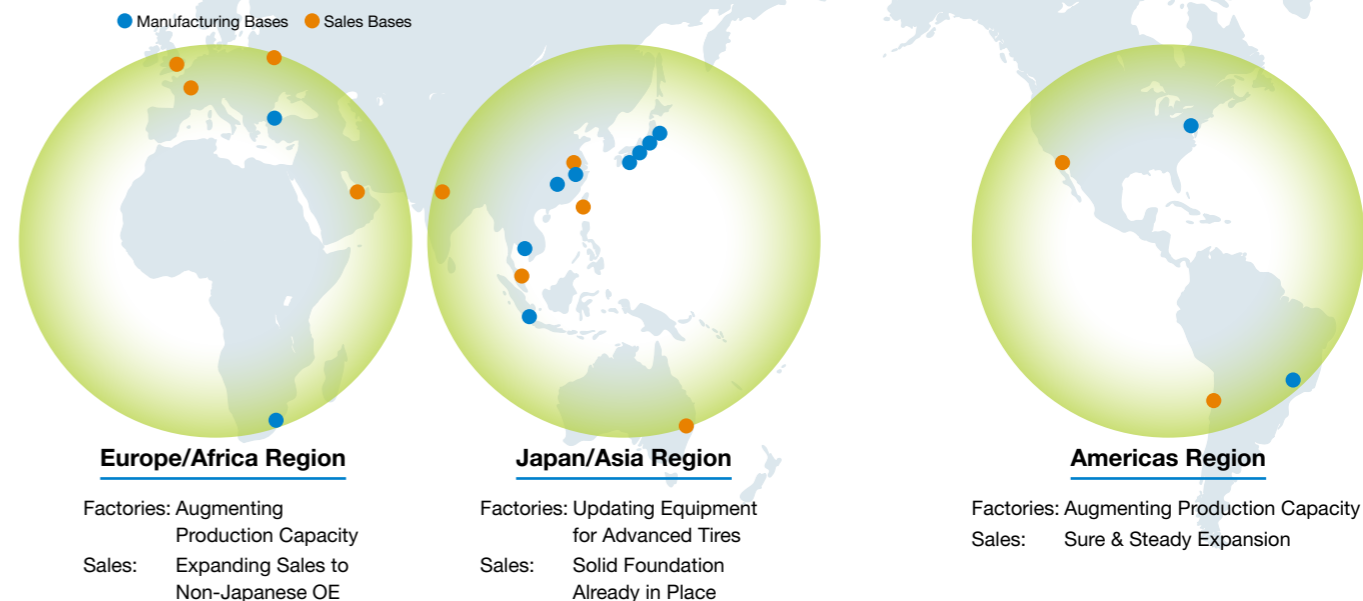 Manufacturing Bases Sales Bases
Europe/Africa Region
Factories: Augmenting
Production Capacity
Sales: Expanding Sales to
Non-Japanese OE
Japan/Asia Region
Factories: Updating Equipment
for Advanced Tires
Sales: Solid Foundation
Already in Place
Americas Region
Factories: Augmenting Production Capacity
Sales: Sure & Steady Expansion